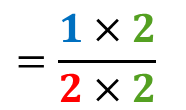 = 1 × 2
2 × 2